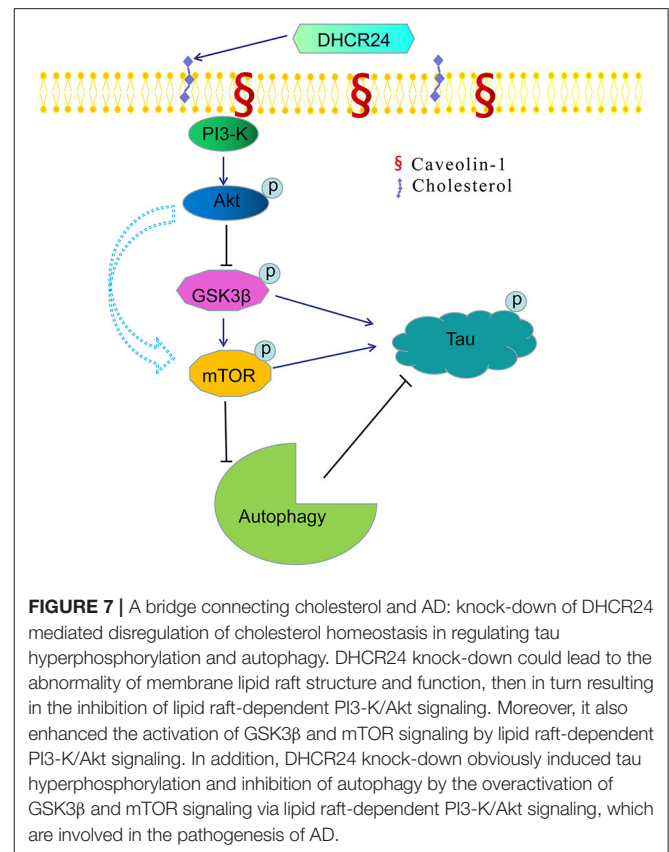 DHCR24
PI3-K
§ Caveolin-1
Cholesterol
p
Akt
p
GSK3β
p
Tau
p
mTOR
Autophagy
FIGURE 7 | A bridge connecting cholesterol and AD: knock-down of DHCR24
mediated disregulation of cholesterol homeostasis in regulating tau
hyperphosphorylation and autophagy. DHCR24 knock-down could lead to the
abnormality of membrane lipid raft structure and function, then in turn resulting
in the inhibition of lipid raft-dependent PI3-K/Akt signaling. Moreover, it also
enhanced the activation of GSK3β and mTOR signaling by lipid raft-dependent
PI3-K/Akt signaling. In addition, DHCR24 knock-down obviously induced tau
hyperphosphorylation and inhibition of autophagy by the overactivation of
GSK3β and mTOR signaling via lipid raft-dependent PI3-K/Akt signaling, which
are involved in the pathogenesis of AD.